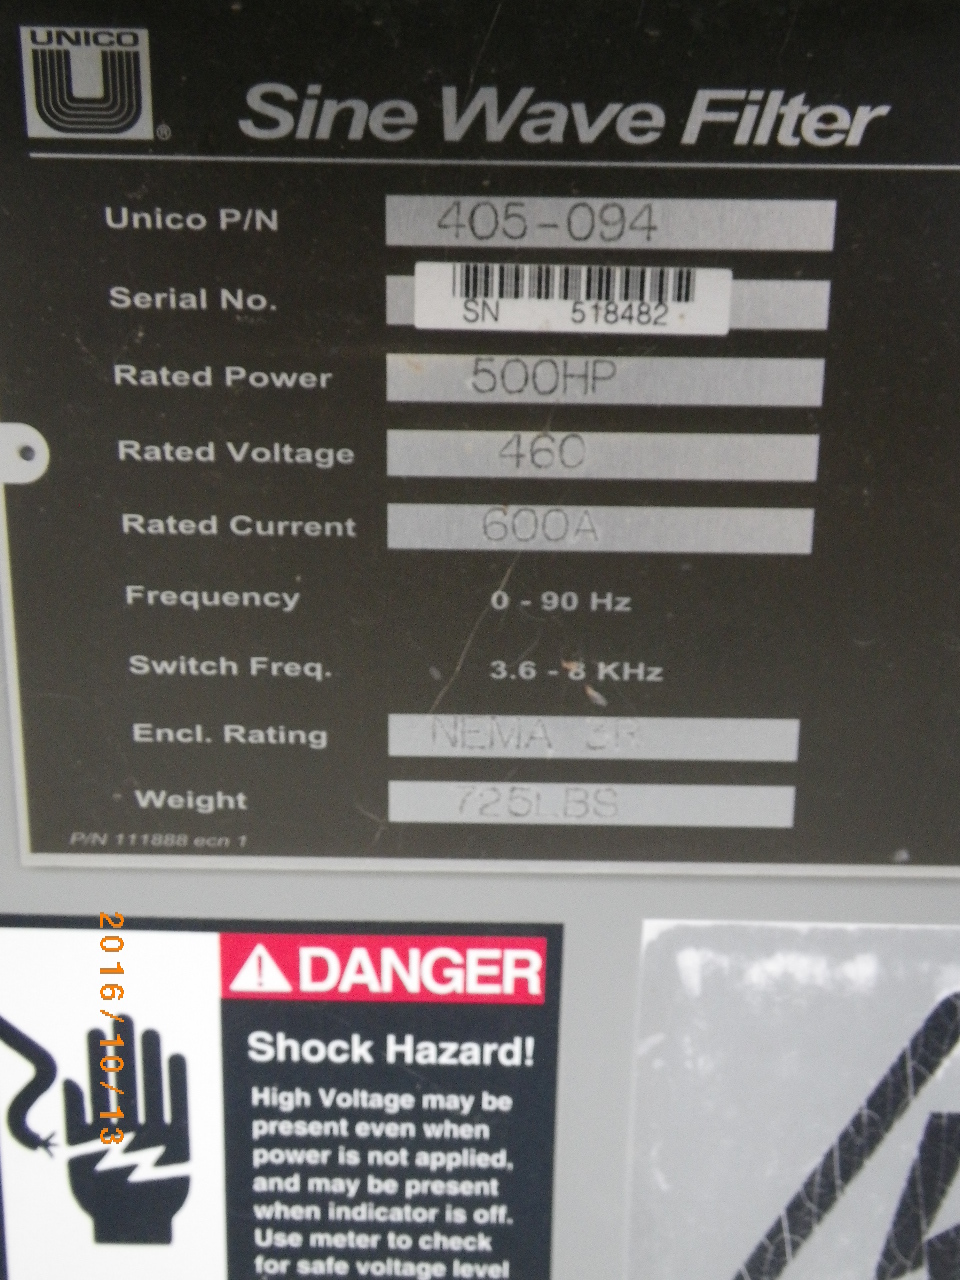 UNICO
®
Sine Wave Filter
Unico P/N 405-094
Serial No. SN 518482
Rated Power 500HP
Rated Voltage 460
Rated Current 600A
Frequency 0 - 90 Hz
Switch Freq. 3.6 - 8 KHz
Encl. Rating NEMA 3R
Weight 725LBS
P/N 111888 ecn 1
2016/10/13
DANGER
Shock Hazard!
High Voltage may be
present even when
power is not applied,
and may be present
when indicator is off.
Use meter to check
for safe voltage level